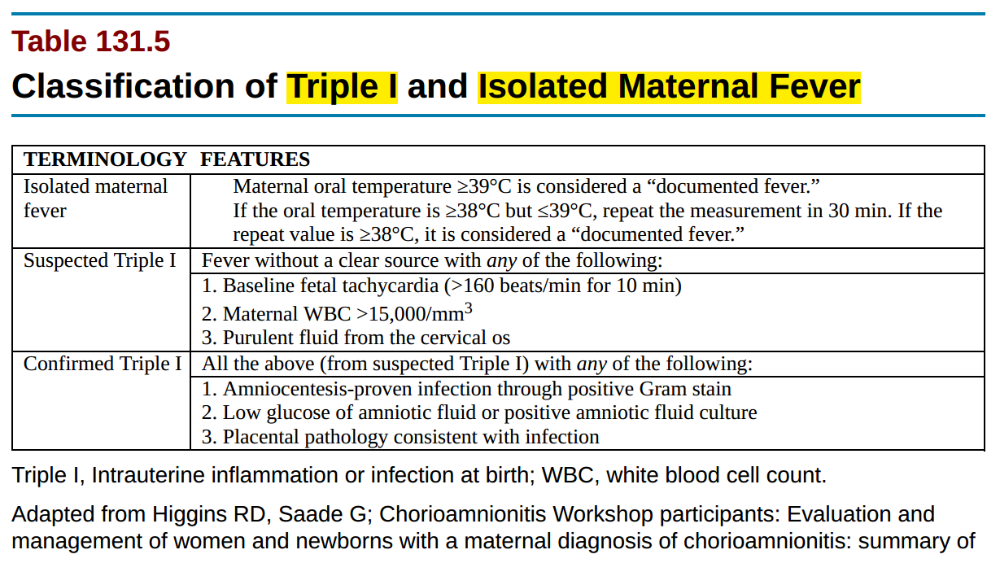 Table 131.5
Classification of Triple I and Isolated Maternal Fever
TERMINOLOGY FEATURES
Isolated maternal fever
Maternal oral temperature ≥39°C is considered a “documented fever.”
If the oral temperature is ≥38°C but ≤39°C, repeat the measurement in 30 min. If the
repeat value is ≥38°C, it is considered a “documented fever.”
Suspected Triple I
Fever without a clear source with any of the following:
1. Baseline fetal tachycardia (>160 beats/min for 10 min)
2. Maternal WBC >15,000/mm³
3. Purulent fluid from the cervical os
Confirmed Triple I
All the above (from suspected Triple I) with any of the following:
1. Amniocentesis-proven infection through positive Gram stain
2. Low glucose of amniotic fluid or positive amniotic fluid culture
3. Placental pathology consistent with infection
Triple I, Intrauterine inflammation or infection at birth; WBC, white blood cell count.
Adapted from Higgins RD, Saade G; Chorioamnionitis Workshop participants: Evaluation and
management of women and newborns with a maternal diagnosis of chorioamnionitis: summary of